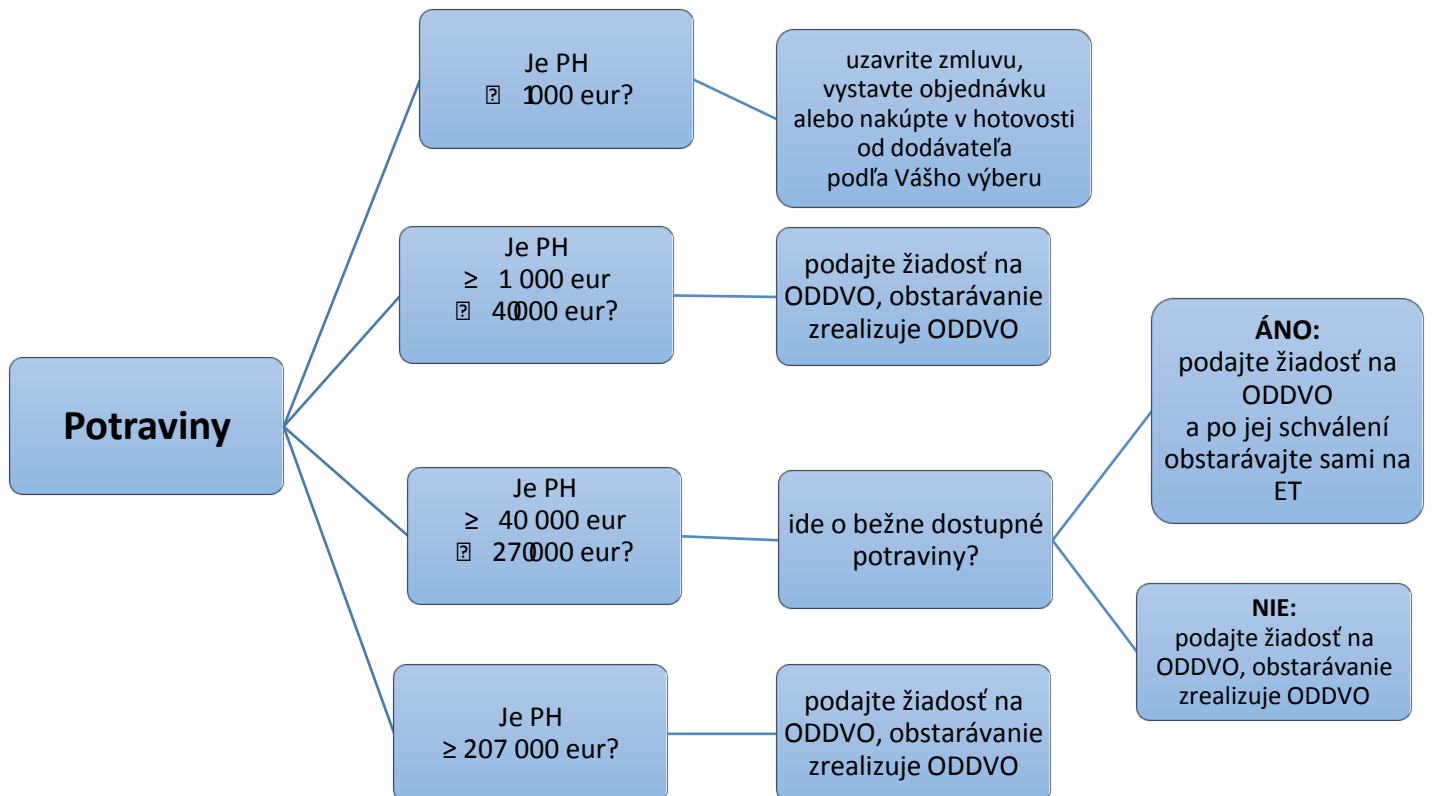 Je PH
⍰ 1000 eur?
uzavrite zmluvu,
vystavte objednávku
alebo nakúpte v hotovosti
od dodávateľa
podľa Vášho výberu
Je PH
≥ 1 000 eur
⍰ 40000 eur?
podajte žiadosť na
ODDVO, obstarávanie
zrealizuje ODDVO
Potraviny
Je PH
≥ 40 000 eur
⍰ 27000 eur?
ide o bežne dostupné
potraviny?
ÁNO:
podajte žiadosť na
ODDVO
a po jej schválení
obstarávajte sami na
ET
NIE:
podajte žiadosť na
ODDVO, obstarávanie
zrealizuje ODDVO
Je PH
≥ 207 000 eur?
podajte žiadosť na
ODDVO, obstarávanie
zrealizuje ODDVO